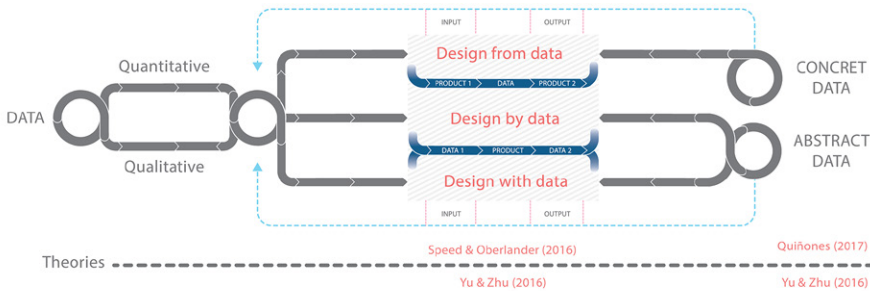 INPUT OUTPUT
Design from data
Quantitative
PRODUCT 1 DATA PRODUCT 2
CONCRET
DATA
DATA
Design by data
Qualitative
DATA 1 PRODUCT DATA 2
ABSTRACT
DATA
Design with data
INPUT OUTPUT
Speed & Oberlander (2016)
Quiñones (2017)
Theories
Yu & Zhu (2016)
Yu & Zhu (2016)